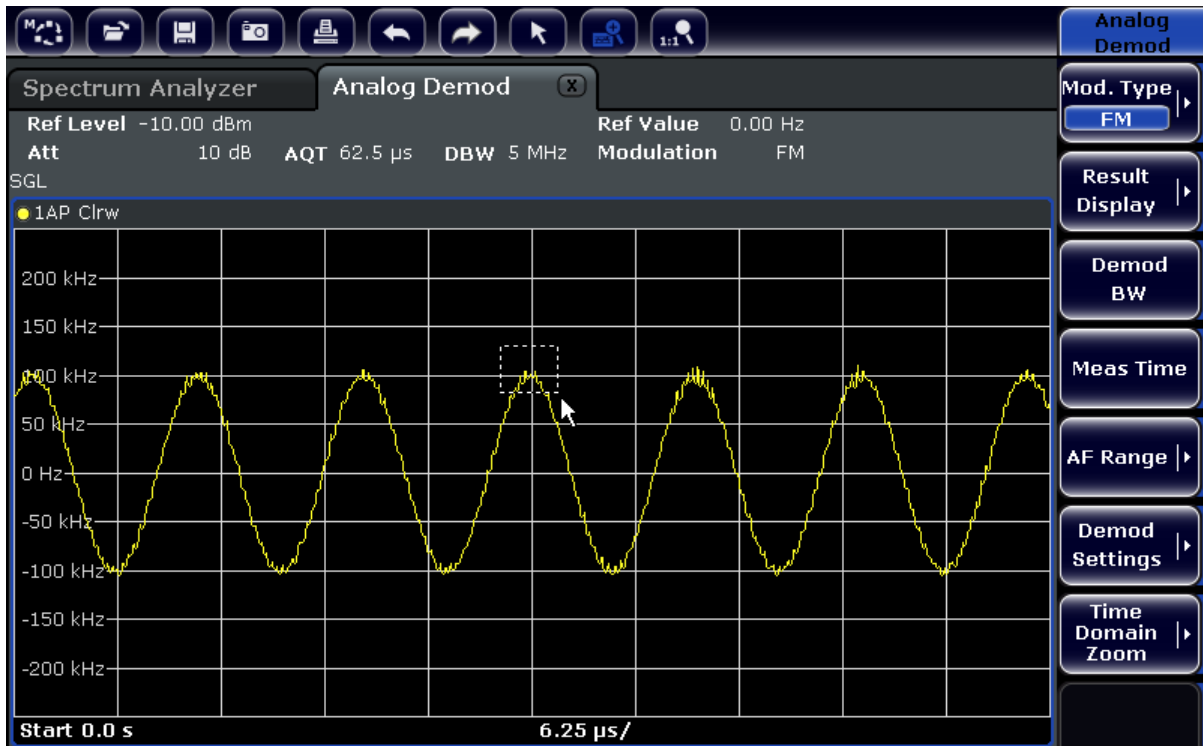 M
1:1
Analog
Demod
Spectrum Analyzer
Analog Demod
X
Mod. Type
FM
Ref Level -10.00 dBm
Ref Value 0.00 Hz
Att 10 dB AQT 62.5 µs DBW 5 MHz Modulation FM
SGL
Result
Display
1AP Clrw
Demod
BW
200 kHz
150 kHz
100 kHz
50 kHz
0 Hz
-50 kHz
-100 kHz
-150 kHz
-200 kHz
Meas Time
AF Range
Demod
Settings
Time
Domain
Zoom
Start 0.0 s
6.25 µs/